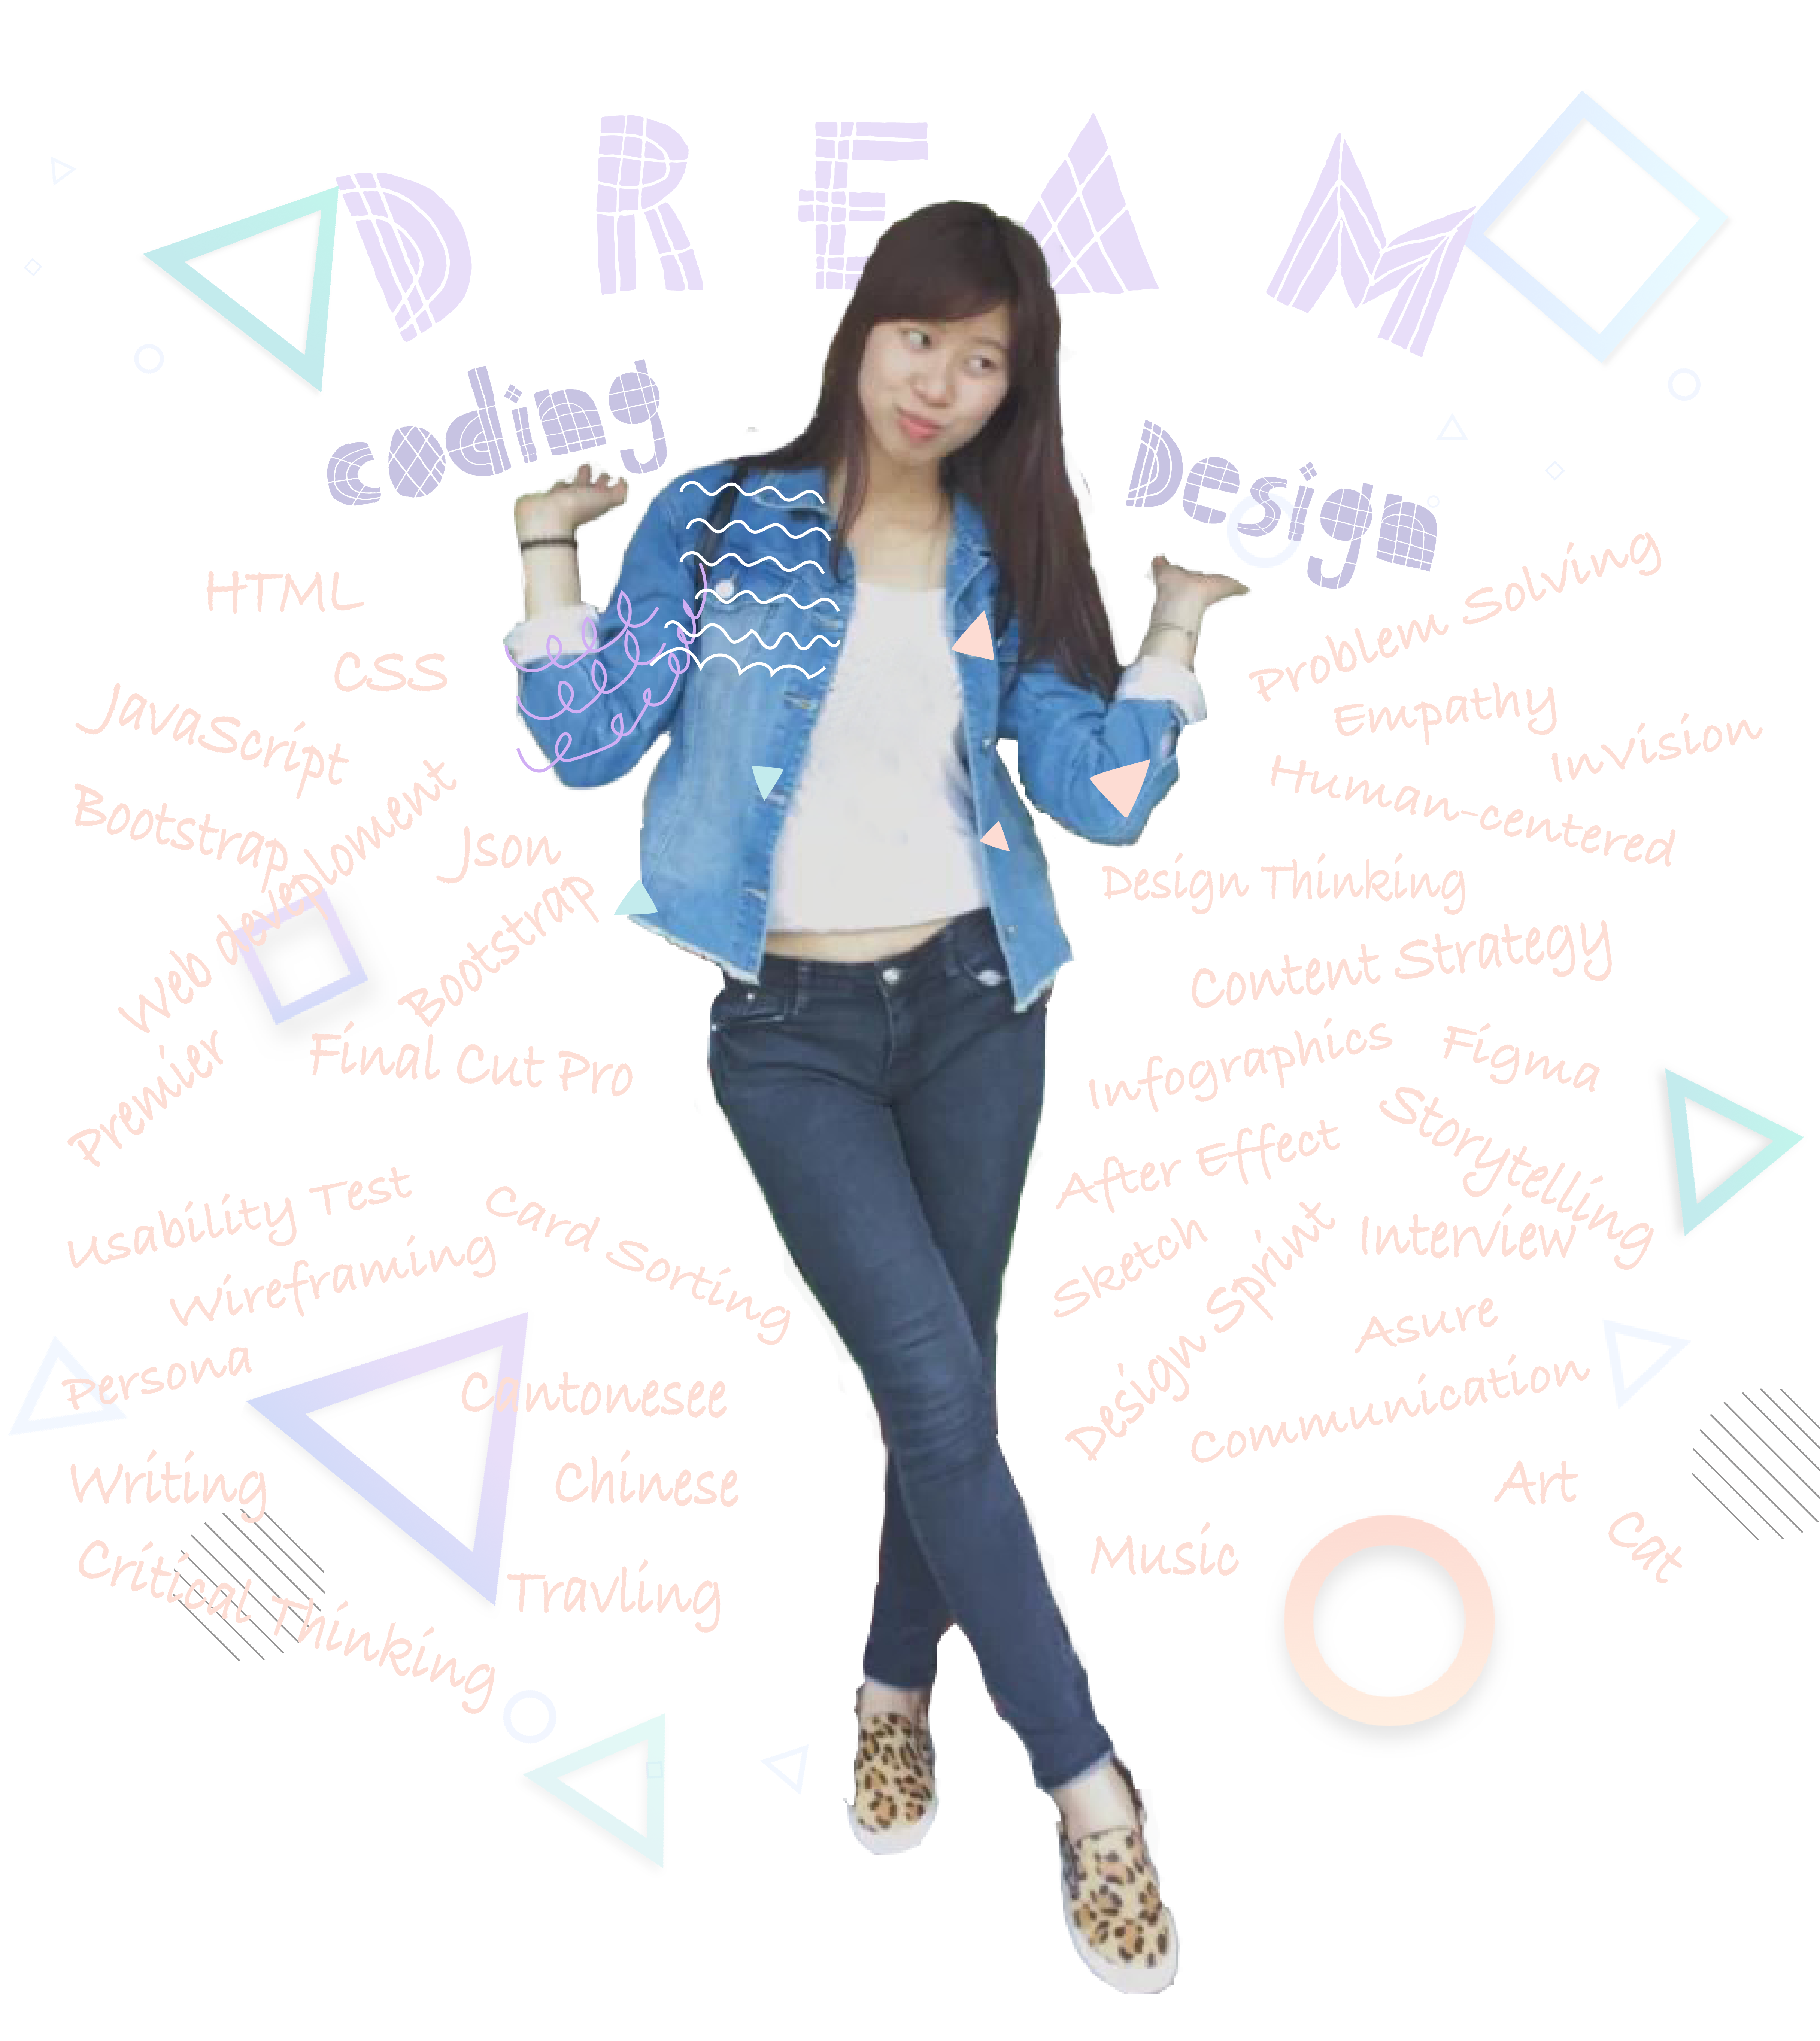 DREAM
coding
Design
HTML
CSS
JavaScript
Bootstrap
Web deveploment
Json
Bootstrap
Premier
Final Cut Pro
Usability Test
Card Sorting
Wireframing
Persona
Cantonesee
Writing
Chinese
Critical Thinking
Travling
Problem Solving
Empathy
InVision
Human-centered
Design Thinking
Content Strategy
Infographics
Figma
After Effect
Storytelling
Sketch
Design Sprint
Interview
Asure
Communication
Art
Music
Cat